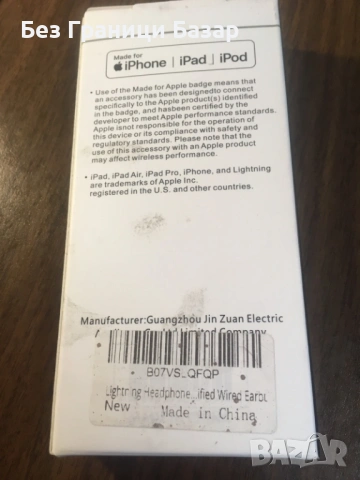 Без Граници Базар
Made for
iPhone | iPad | iPod
• Use of the Made for Apple badge means that
an accessory has been designedto connect
specifically to the Apple product(s) identified
in the badge, and hasbeen certified by the
developer to meet Apple performance standards.
Apple isnot responsible for the operation of
this device or its compliance with safety and
regulatory standards. Please note that the
use of this accessory with an Apple product
may affect wireless performance.
• iPad, iPad Air, iPad Pro, iPhone, and Lightning
are trademarks of Apple Inc.
registered in the U.S. and other countries.
Manufacturer:Guangzhou Jin Zuan Electric
Limited Company
Lightning Headphone...ified Wired Earbu
New
Made in China
BAZAR